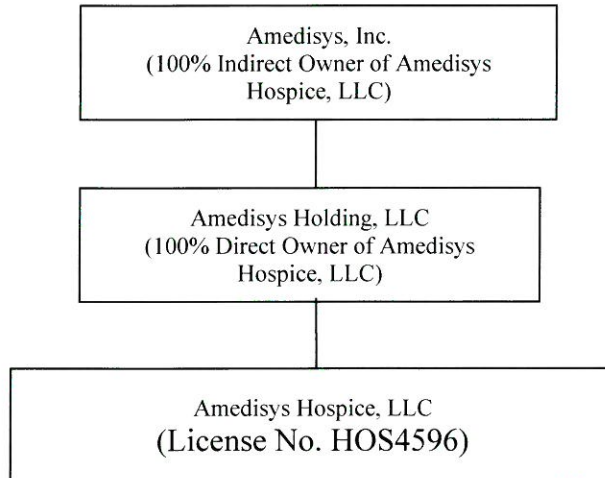 Amedisys, Inc.
(100% Indirect Owner of Amedisys
Hospice, LLC)
Amedisys Holding, LLC
(100% Direct Owner of Amedisys
Hospice, LLC)
Amedisys Hospice, LLC
(License No. HOS4596)